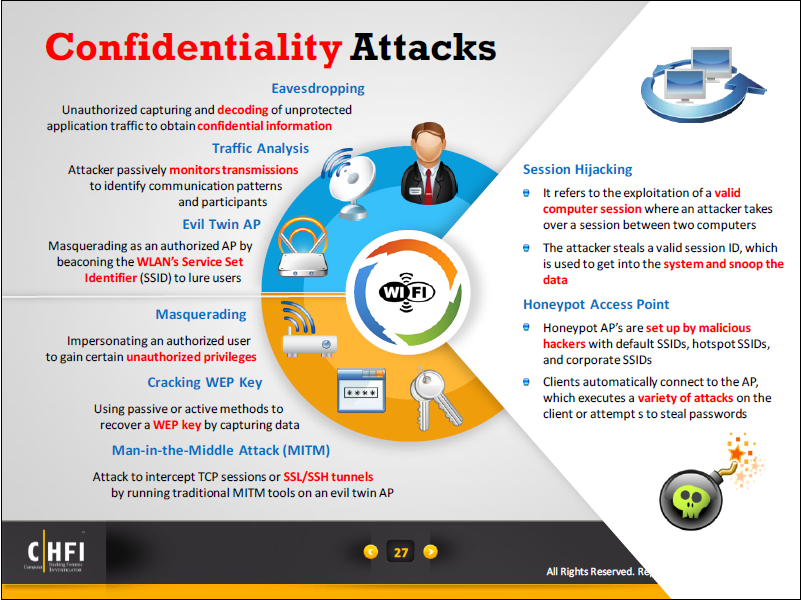 Confidentiality Attacks
Eavesdropping
Unauthorized capturing and decoding of unprotected
application traffic to obtain confidential information
Traffic Analysis
Attacker passively monitors transmissions
to identify communication patterns
and participants
Evil Twin AP
Masquerading as an authorized AP by
beaconing the WLAN's Service Set
Identifier (SSID) to lure users
Masquerading
Impersonating an authorized user
to gain certain unauthorized privileges
Cracking WEP Key
Using passive or active methods to
recover a WEP key by capturing data
Man-in-the-Middle Attack (MITM)
Attack to intercept TCP sessions or SSL/SSH tunnels
by running traditional MITM tools on an evil twin AP
WI FI
****
Session Hijacking
It refers to the exploitation of a valid
computer session where an attacker takes
over a session between two computers
The attacker steals a valid session ID, which
is used to get into the system and snoop the
data
Honeypot Access Point
Honeypot AP's are set up by malicious
hackers with default SSIDs, hotspot SSIDs,
and corporate SSIDs
Clients automatically connect to the AP,
which executes a variety of attacks on the
client or attempt s to steal passwords
CHFI
Computer Hacking Forensic
INVESTIGATOR
27
All Rights Reserved.